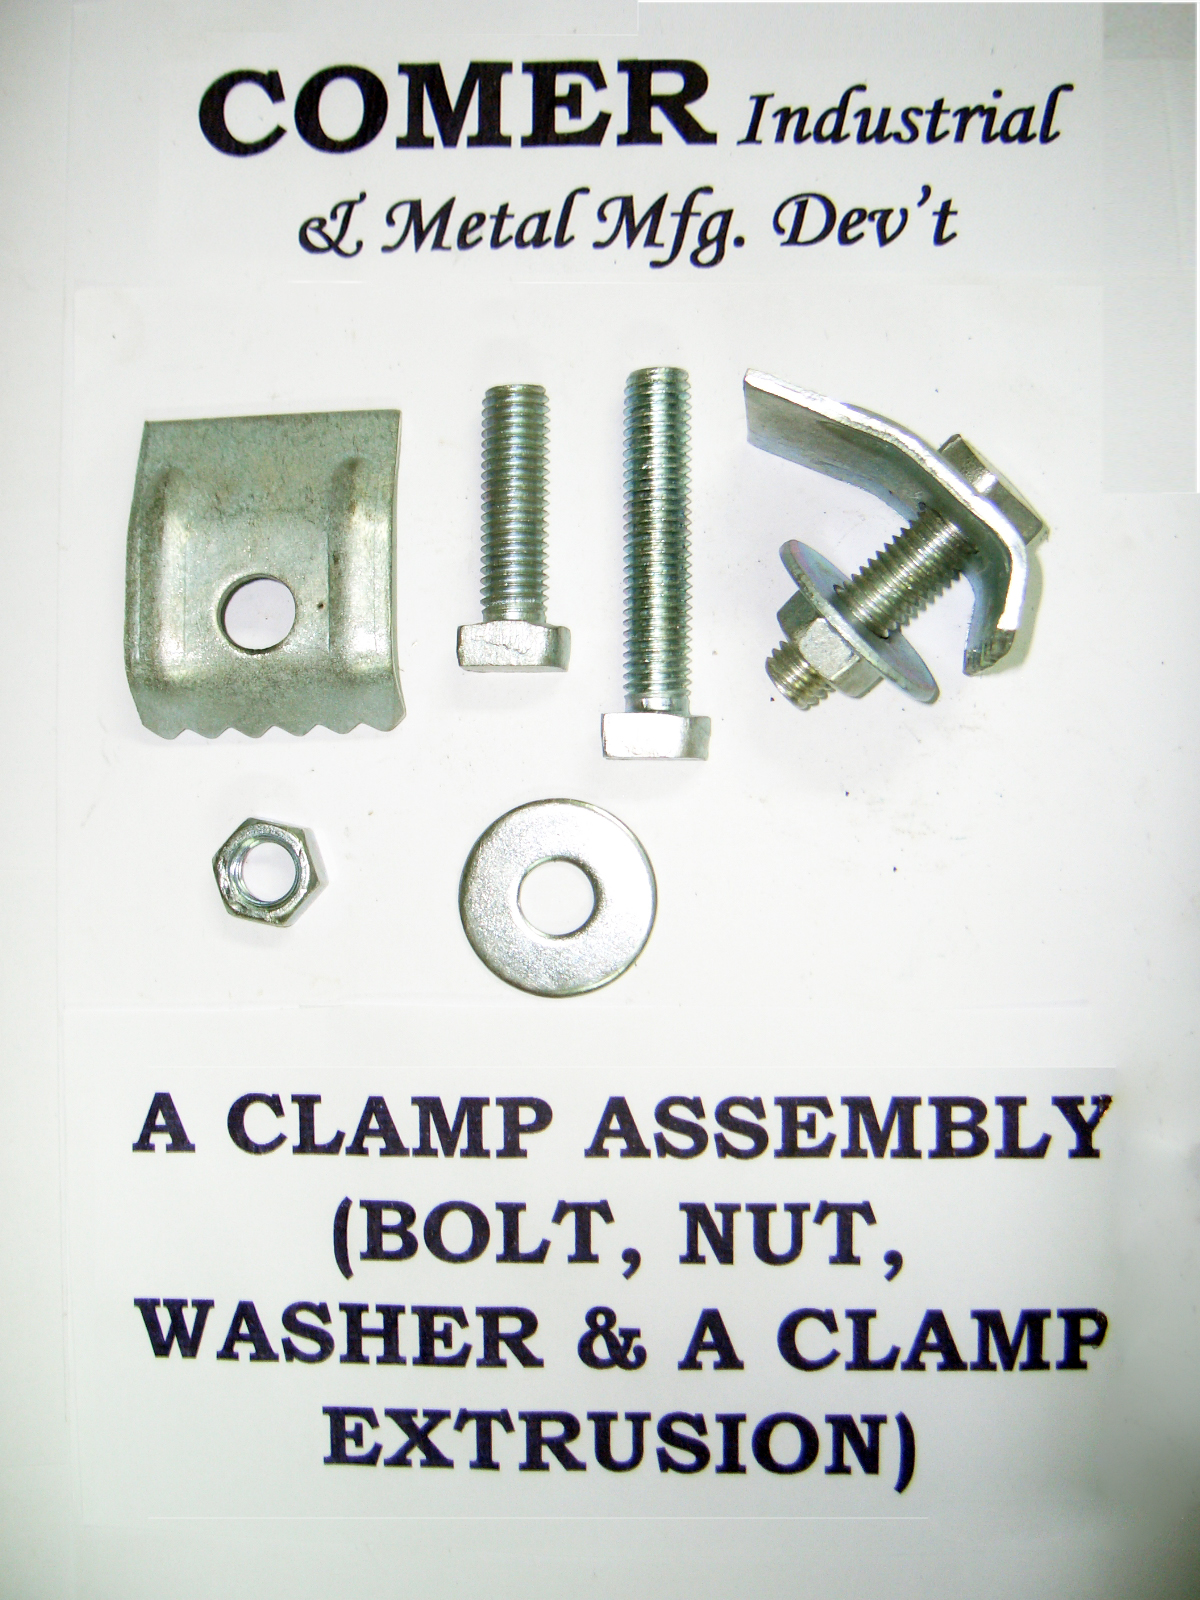 COMER Industrial
& Metal Mfg. Dev't
A CLAMP ASSEMBLY
(BOLT, NUT,
WASHER & A CLAMP
EXTRUSION)